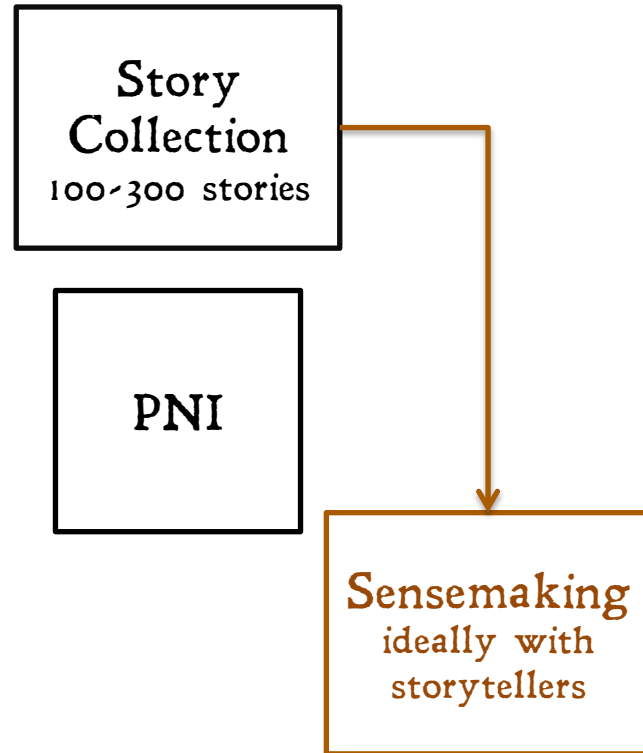 Story
Collection
100-300 stories
PNI
Sensemaking
ideally with
storytellers